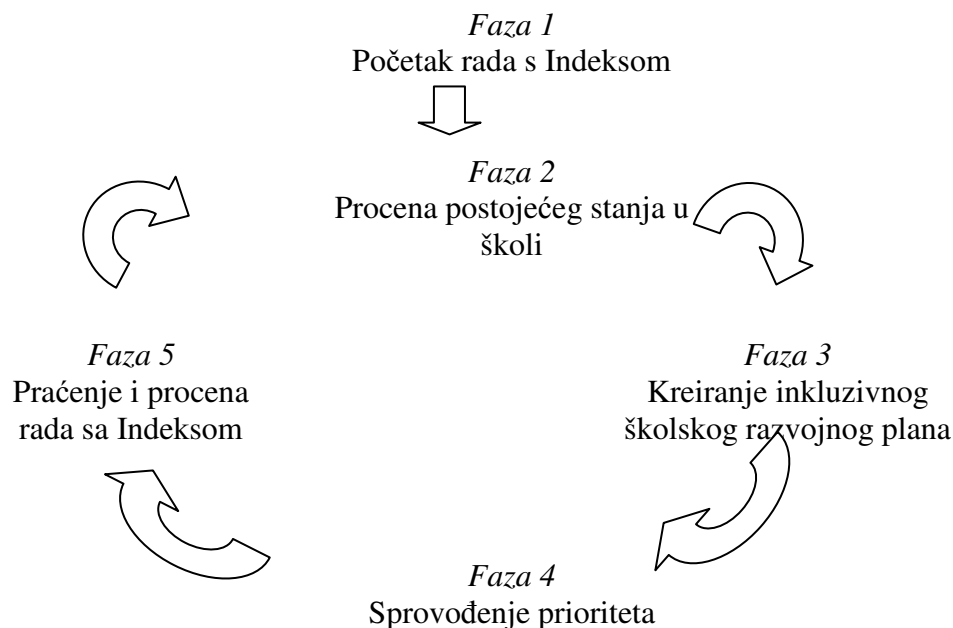 Faza 1
Početak rada s Indeksom
Faza 2
Procena postojećeg stanja u
školi
Faza 5
Praćenje i procena
rada sa Indeksom
Faza 3
Kreiranje inkluzivnog
školskog razvojnog plana
Faza 4
Sprovođenje prioriteta